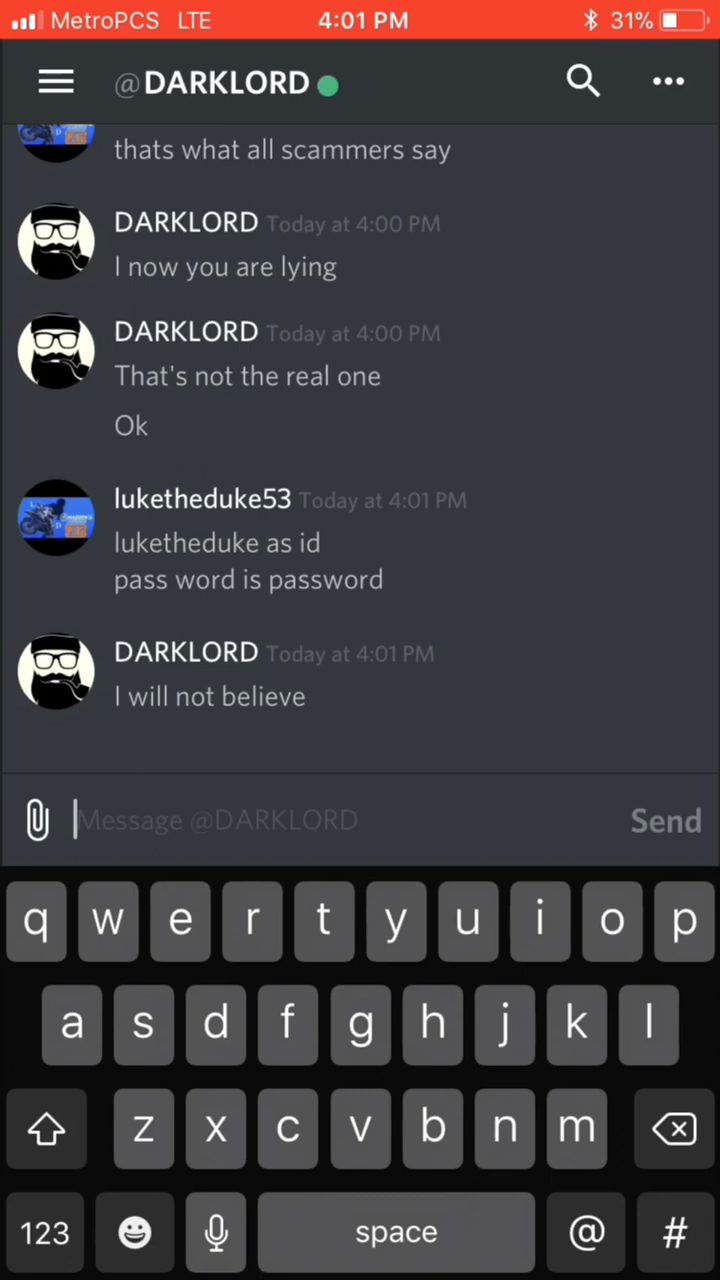 MetroPCS LTE 4:01 PM 31%
@DARKLORD
thats what all scammers say
DARKLORD Today at 4:00 PM
I now you are lying
DARKLORD Today at 4:00 PM
That's not the real one
Ok
luketheduke53 Today at 4:01 PM
luketheduke as id
pass word is password
DARKLORD Today at 4:01 PM
I will not believe
Message @DARKLORD Send
q w e r t y u i o p
a s d f g h j k l
z x c v b n m
123 space @ #